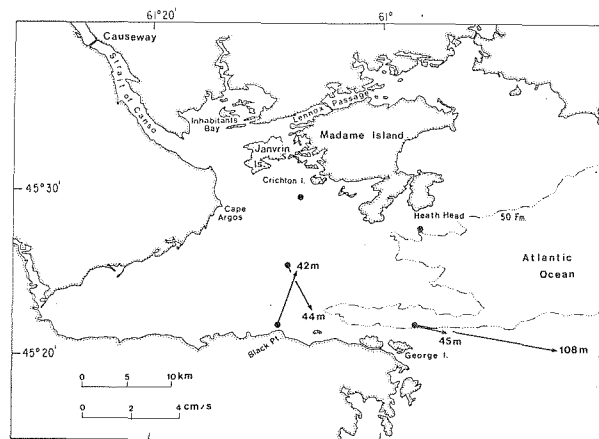 61°20'
61°
Causeway
Strait of Canso
Inhabitants
Bay
Lennox Passage
Madame Island
Janvrin
Is.
Crichton I.
45°30'
Cape
Argos
Heath Head
50 Fm.
Atlantic
Ocean
42m
44m
45m
108m
Black Pt.
George I.
45°20'
0 5 10 km
0 2 4 cm/s